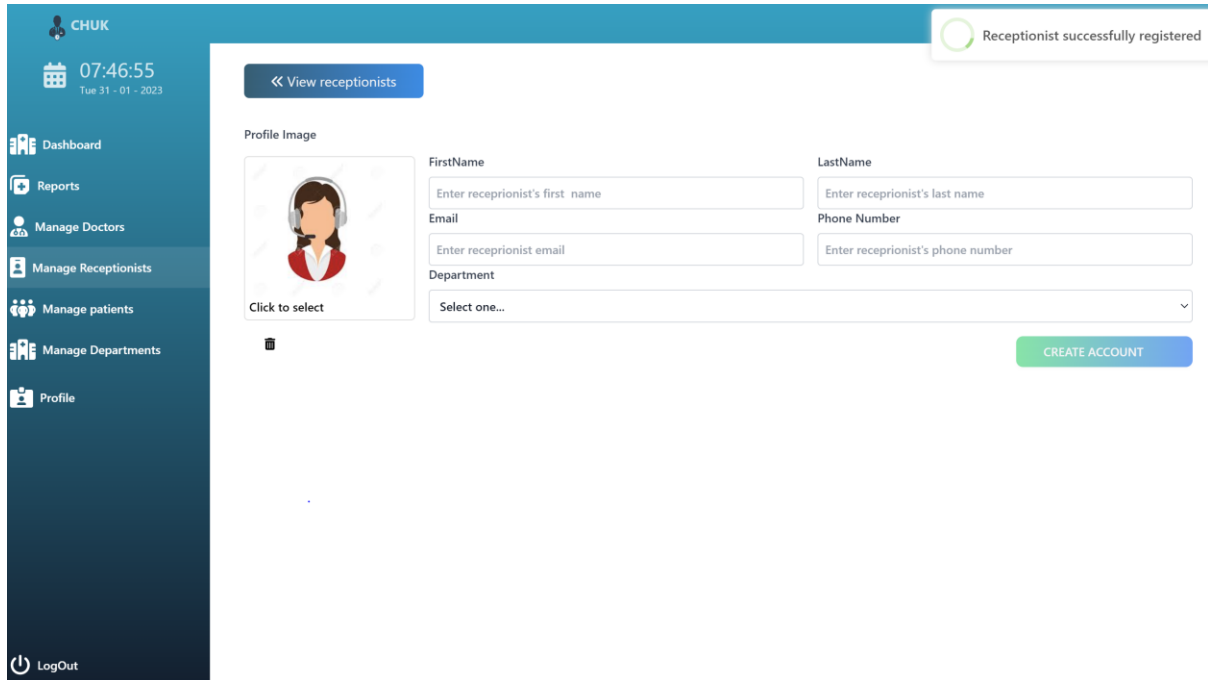 CHUK
Receptionist successfully registered
07:46:55
Tue 31 - 01 - 2023
View receptionists
Dashboard
Reports
Manage Doctors
Manage Receptionists
Manage patients
Manage Departments
Profile
LogOut
Profile Image
Click to select
FirstName
Enter receprionist's first name
LastName
Enter receprionist's last name
Email
Enter receprionist email
Phone Number
Enter receprionist's phone number
Department
Select one...
CREATE ACCOUNT